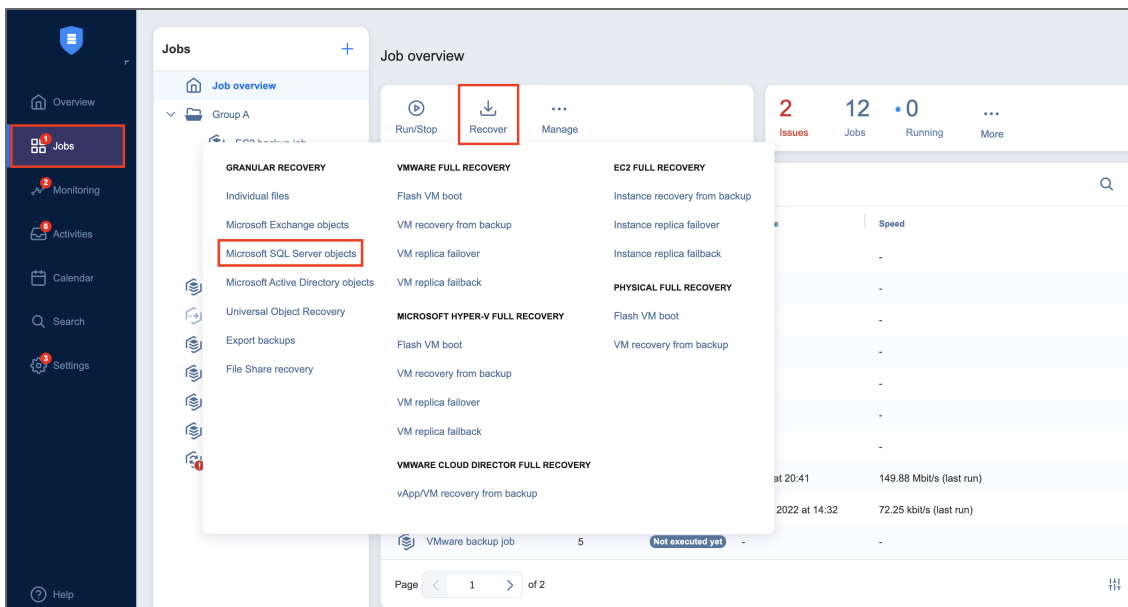 Overview
1
Jobs
2
Monitoring
6
Activities
Calendar
Search
3
Settings
Help
Jobs
+
Job overview
Group A
Job overview
Run/Stop
Recover
Manage
2
Issues
12
Jobs
0
Running
More
GRANULAR RECOVERY
Individual files
Microsoft Exchange objects
Microsoft SQL Server objects
Microsoft Active Directory objects
Universal Object Recovery
Export backups
File Share recovery
VMWARE FULL RECOVERY
Flash VM boot
VM recovery from backup
VM replica failover
VM replica failback
MICROSOFT HYPER-V FULL RECOVERY
Flash VM boot
VM recovery from backup
VM replica failover
VM replica failback
VMWARE CLOUD DIRECTOR FULL RECOVERY
vApp/VM recovery from backup
EC2 FULL RECOVERY
Instance recovery from backup
Instance replica failover
Instance replica failback
PHYSICAL FULL RECOVERY
Flash VM boot
VM recovery from backup
Speed
-
-
-
-
-
-
-
at 20:41 149.88 Mbit/s (last run)
2022 at 14:32 72.25 kbit/s (last run)
VMware backup job 5 Not executed yet - -
Page 1 of 2